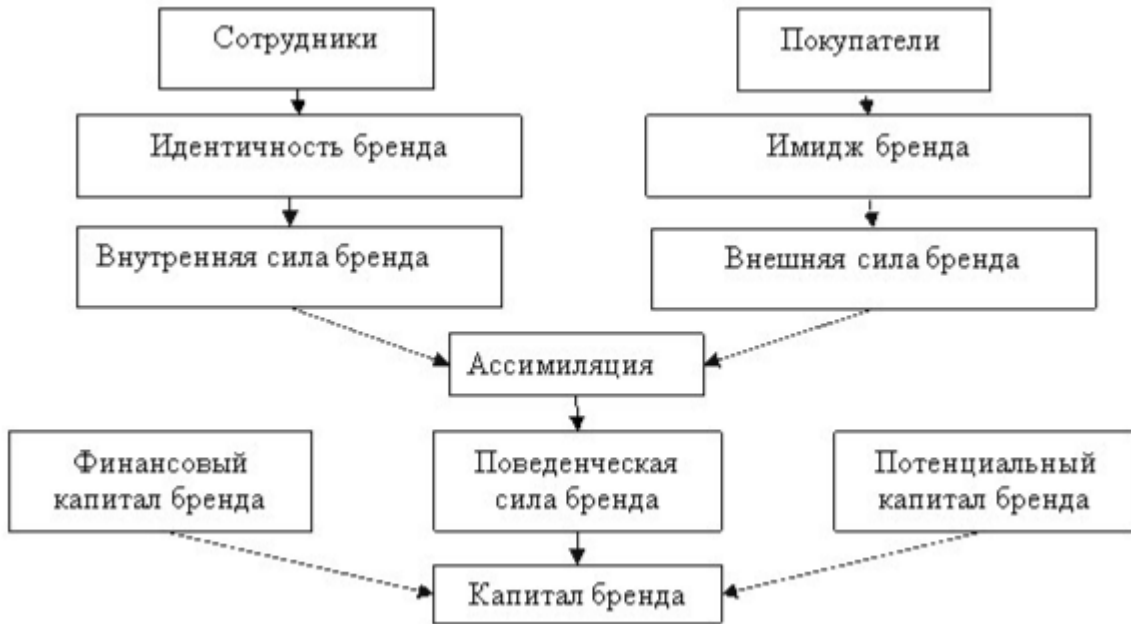 Сотрудники
Покупатели
Идентичность бренда
Имидж бренда
Внутренняя сила бренда
Внешняя сила бренда
Ассимиляция
Финансовый
капитал бренда
Поведенческая
сила бренда
Потенциальный
капитал бренда
Капитал бренда